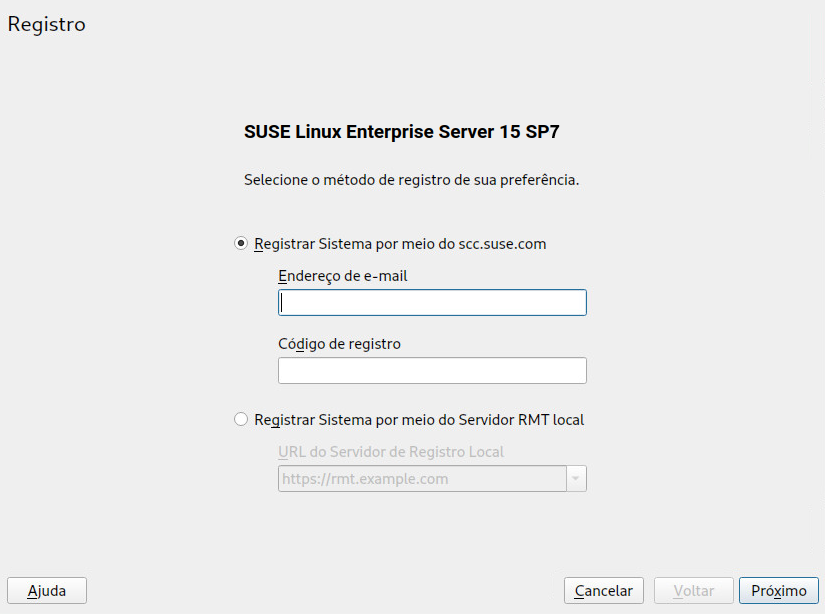 Registro
SUSE Linux Enterprise Server 15 SP7
Selecione o método de registro de sua preferência.
Registrar Sistema por meio do scc.suse.com
Endereço de e-mail
Código de registro
Registrar Sistema por meio do Servidor RMT local
URL do Servidor de Registro Local
https://rmt.example.com
Ajuda
Cancelar
Voltar
Próximo